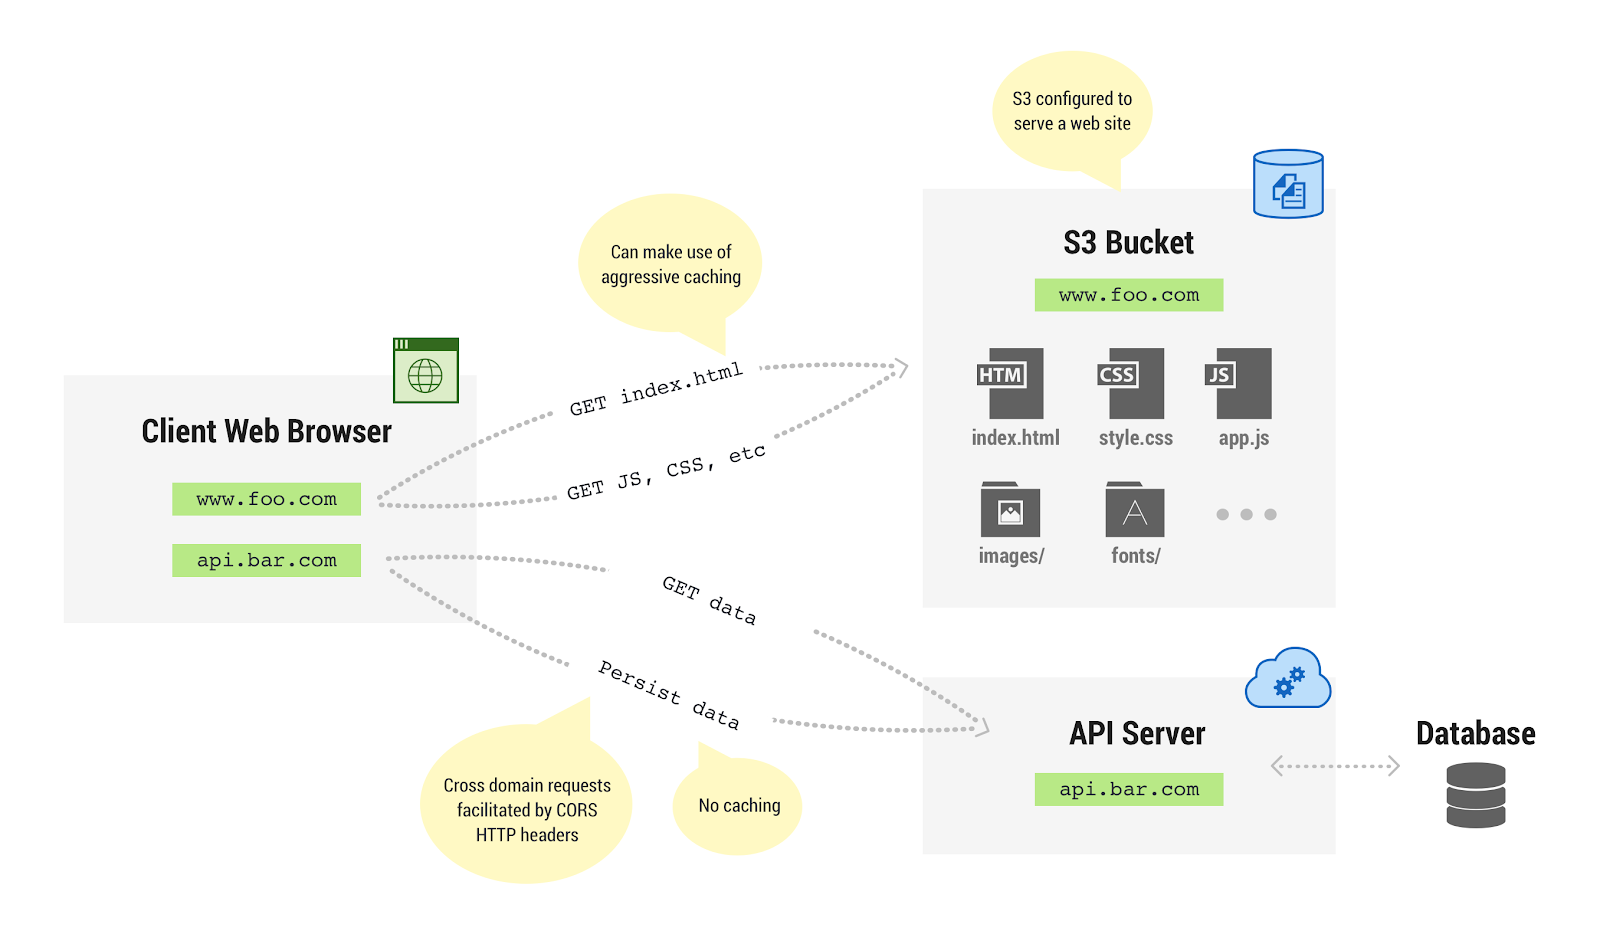 S3 configured to
serve a web site
S3 Bucket
www.foo.com
HTM
CSS
JS
index.html
style.css
app.js
A
images/
fonts/
Can make use of
aggressive caching
Client Web Browser
www.foo.com
api.bar.com
GET index.html
GET JS, CSS, etc
GET data
Persist data
Cross domain requests
facilitated by CORS
HTTP headers
No caching
API Server
api.bar.com
Database